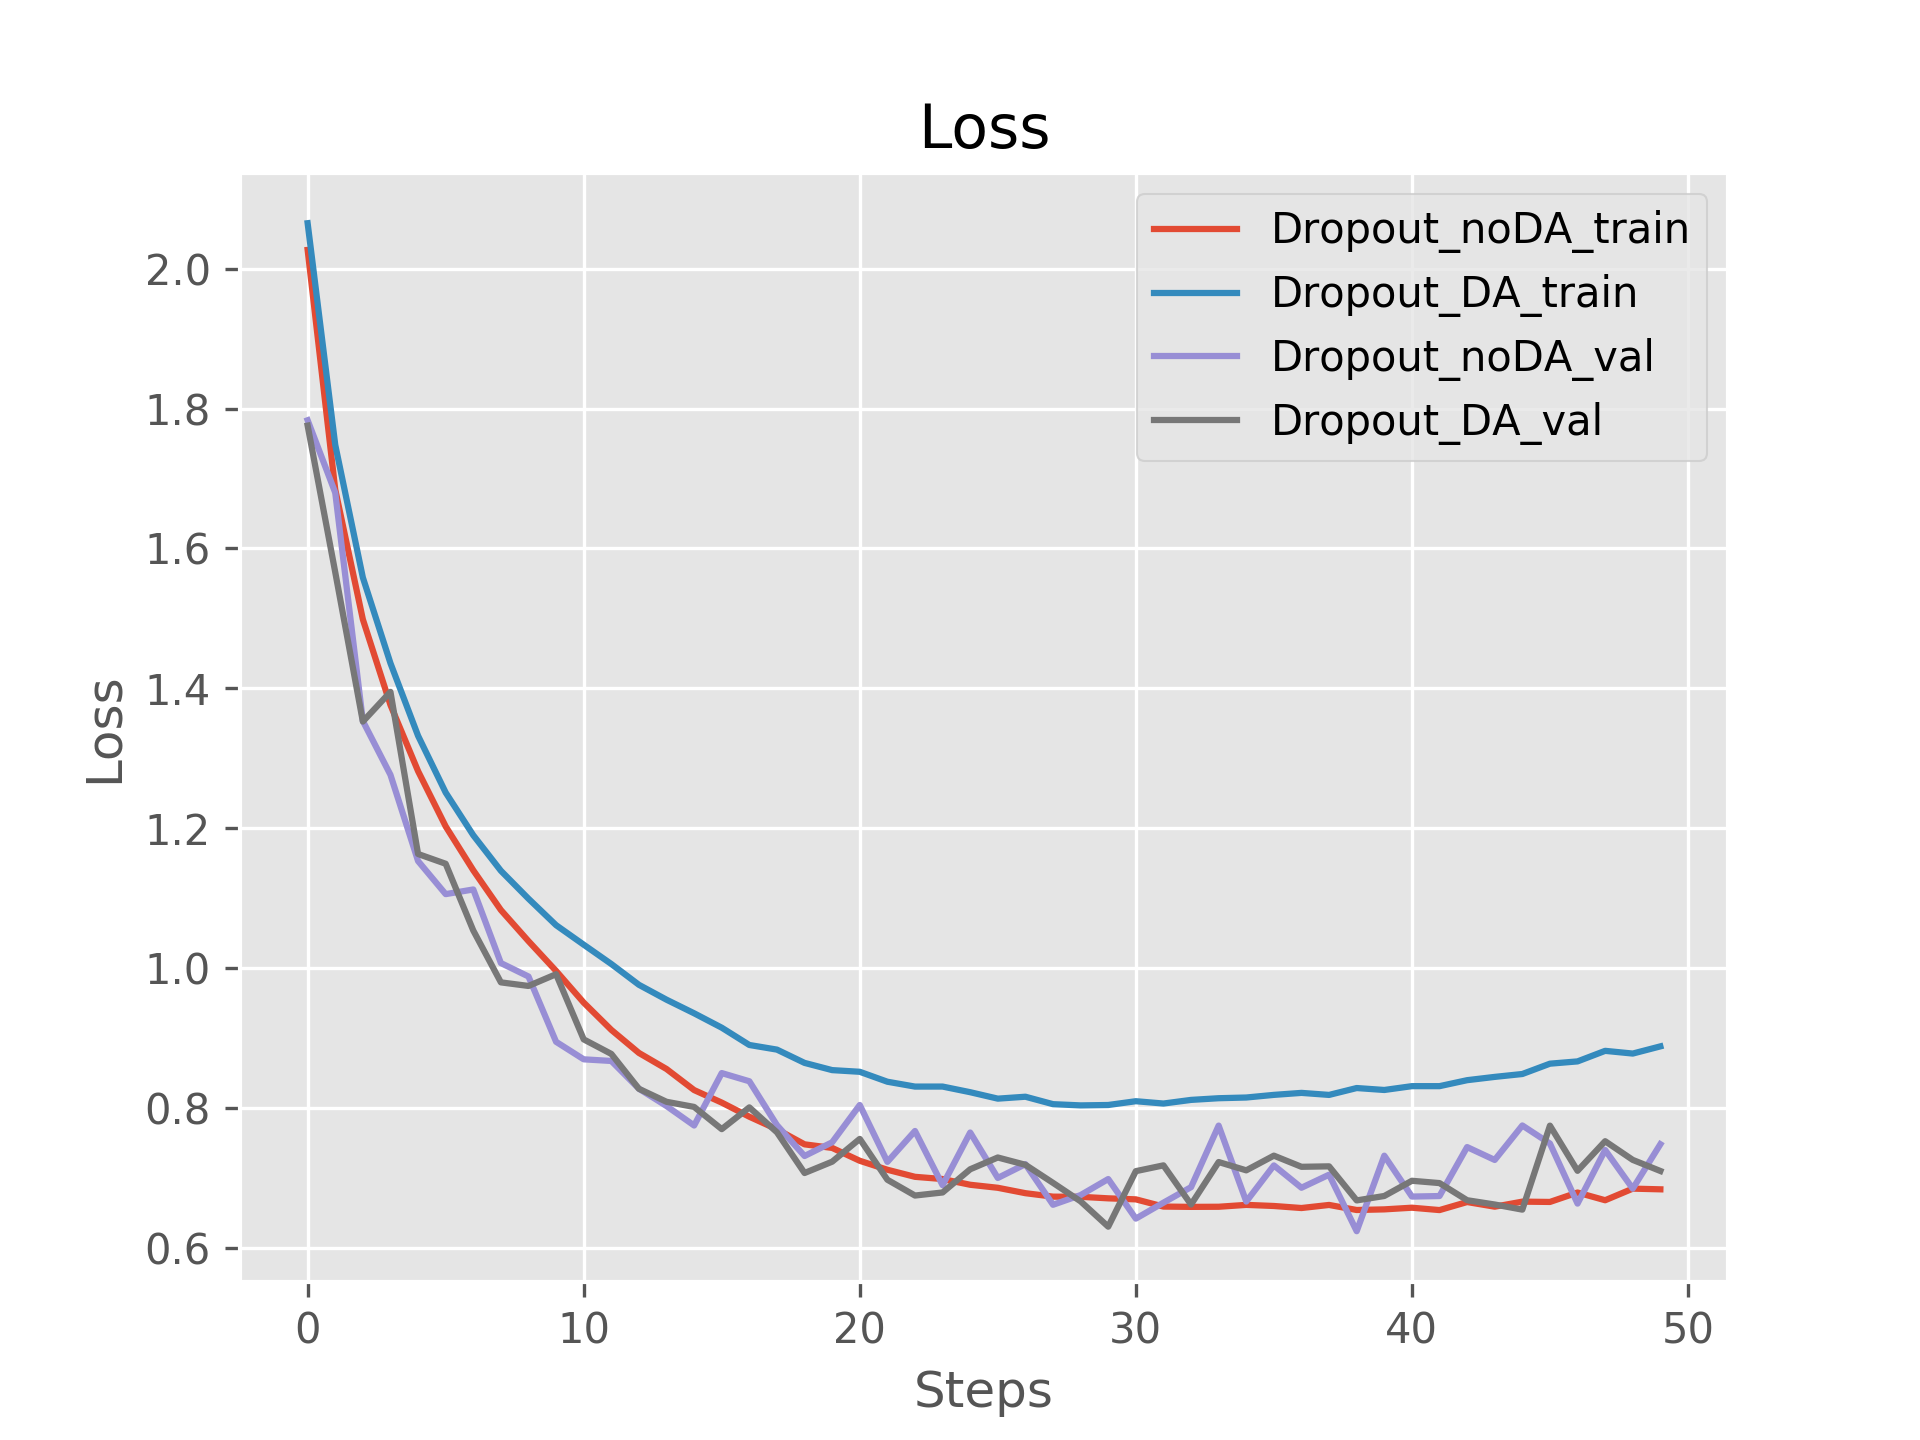 Loss
Dropout_noDA_train
Dropout_DA_train
Dropout_noDA_val
Dropout_DA_val
Loss
2.0
1.8
1.6
1.4
1.2
1.0
0.8
0.6
0 10 20 30 40 50
Steps